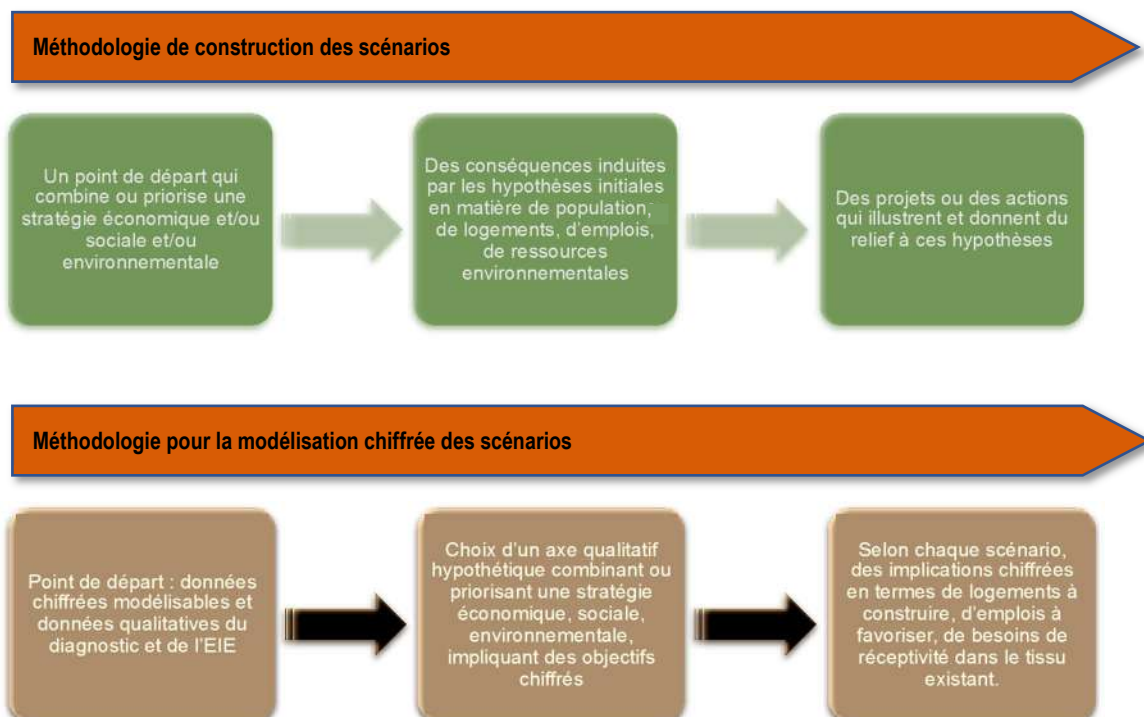 Méthodologie de construction des scénarios
Un point de départ qui
combine ou priorise une
stratégie économique et/ou
sociale et/ou
environnementale
Des conséquences induites
par les hypothèses initiales
en matière de population,
de logements, d'emplois,
de ressources
environnementales
Des projets ou des actions
qui illustrent et donnent du
relief à ces hypothèses
Méthodologie pour la modélisation chiffrée des scénarios
Point de départ : données
chiffrées modélisables et
données qualitatives du
diagnostic et de l'EIE
Choix d'un axe qualitatif
hypothétique combinant ou
priorisant une stratégie
économique, sociale,
environnementale,
impliquant des objectifs
chiffrés
Selon chaque scénario,
des implications chiffrées
en termes de logements à
construire, d'emplois à
favoriser, de besoins de
réceptivité dans le tissu
existant.